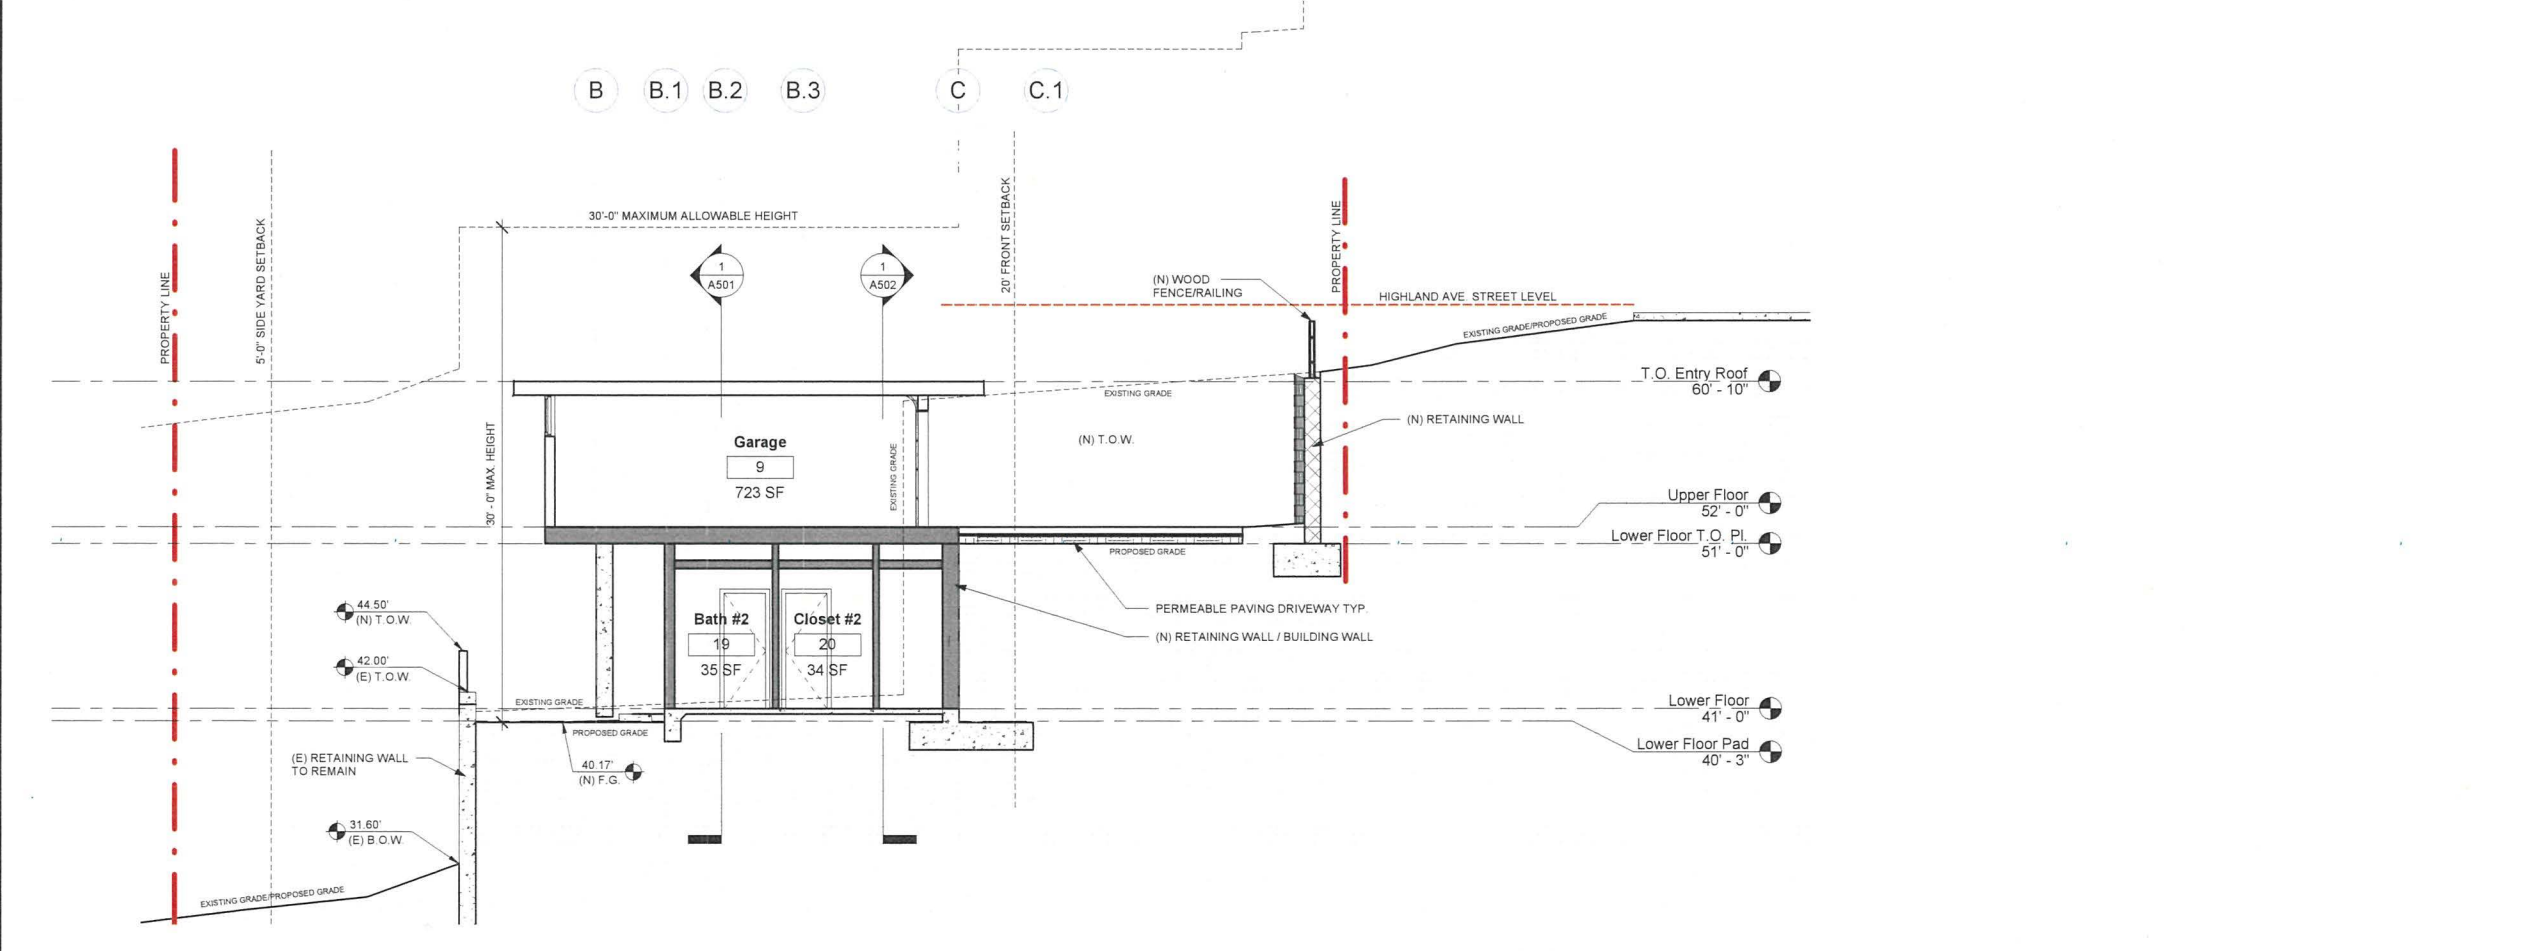 B
B.1
B.2
B.3
C
C.1
30'-0" MAXIMUM ALLOWABLE HEIGHT
PROPERTY LINE
5'-0" SIDE YARD SETBACK
20' FRONT SETBACK
PROPERTY LINE
1
A501
1
A502
(N) WOOD
FENCE/RAILING
HIGHLAND AVE. STREET LEVEL
EXISTING GRADE/PROPOSED GRADE
T.O. Entry Roof
60' - 10"
EXISTING GRADE
(N) RETAINING WALL
(N) T.O.W.
30' - 0" MAX. HEIGHT
Garage
9
723 SF
EXISTING GRADE
Upper Floor
52' - 0"
Lower Floor T.O. Pl.
51' - 0"
PROPOSED GRADE
PERMEABLE PAVING DRIVEWAY TYP.
(N) RETAINING WALL / BUILDING WALL
44.50'
(N) T.O.W.
42.00'
(E) T.O.W.
Bath #2
19
35 SF
Closet #2
20
34 SF
EXISTING GRADE
PROPOSED GRADE
Lower Floor
41' - 0"
Lower Floor Pad
40' - 3"
(E) RETAINING WALL
TO REMAIN
40.17'
(N) F.G.
31.60'
(E) B.O.W.
EXISTING GRADE/PROPOSED GRADE